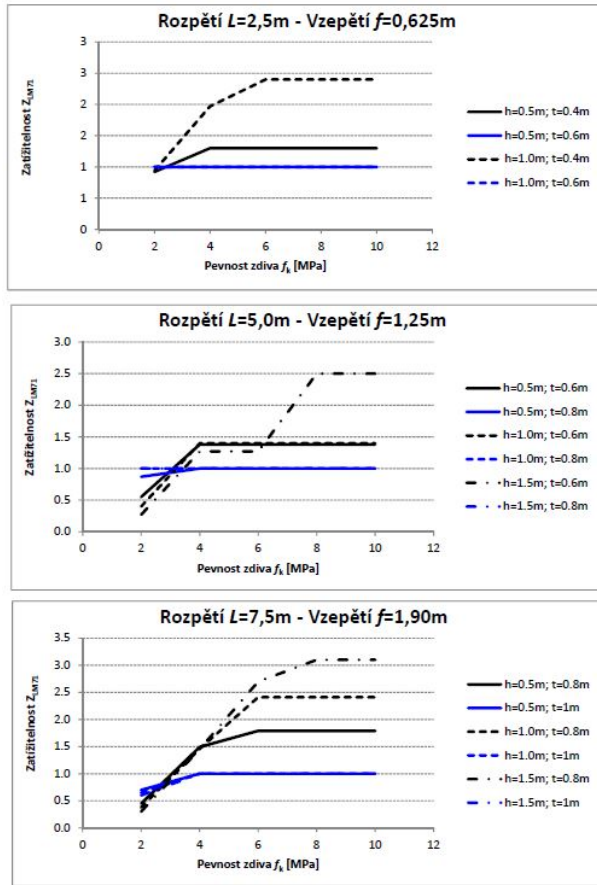 Rozpětí L=2,5m - Vzepětí f=0,625m
Zatížitelnost ZLM71
3
3
2
2
1
1
0
0 2 4 6 8 10 12
Pevnost zdiva fk [MPa]
h=0.5m; t=0.4m
h=0.5m; t=0.6m
h=1.0m; t=0.4m
h=1.0m; t=0.6m
Rozpětí L=5,0m - Vzepětí f=1,25m
Zatížitelnost ZLM71
3.0
2.5
2.0
1.5
1.0
0.5
0.0
0 2 4 6 8 10 12
Pevnost zdiva fk [MPa]
h=0.5m; t=0.6m
h=0.5m; t=0.8m
h=1.0m; t=0.6m
h=1.0m; t=0.8m
h=1.5m; t=0.6m
h=1.5m; t=0.8m
Rozpětí L=7,5m - Vzepětí f=1,90m
Zatížitelnost ZLM71
3.5
3.0
2.5
2.0
1.5
1.0
0.5
0.0
0 2 4 6 8 10 12
Pevnost zdiva fk [MPa]
h=0.5m; t=0.8m
h=0.5m; t=1m
h=1.0m; t=0.8m
h=1.0m; t=1m
h=1.5m; t=0.8m
h=1.5m; t=1m